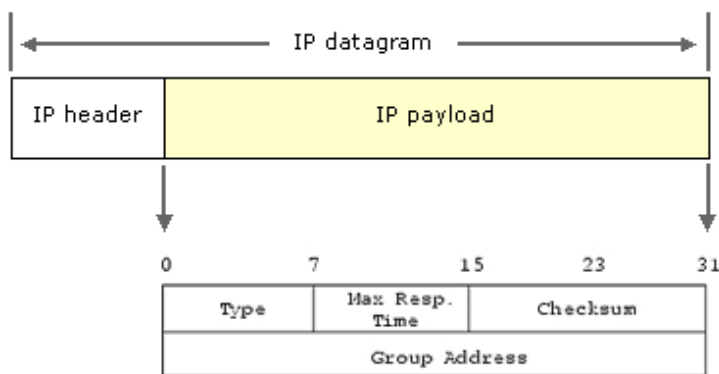 IP datagram
IP header IP payload
0 7 15 23 31
Type Max Resp. Time Checksum
Group Address